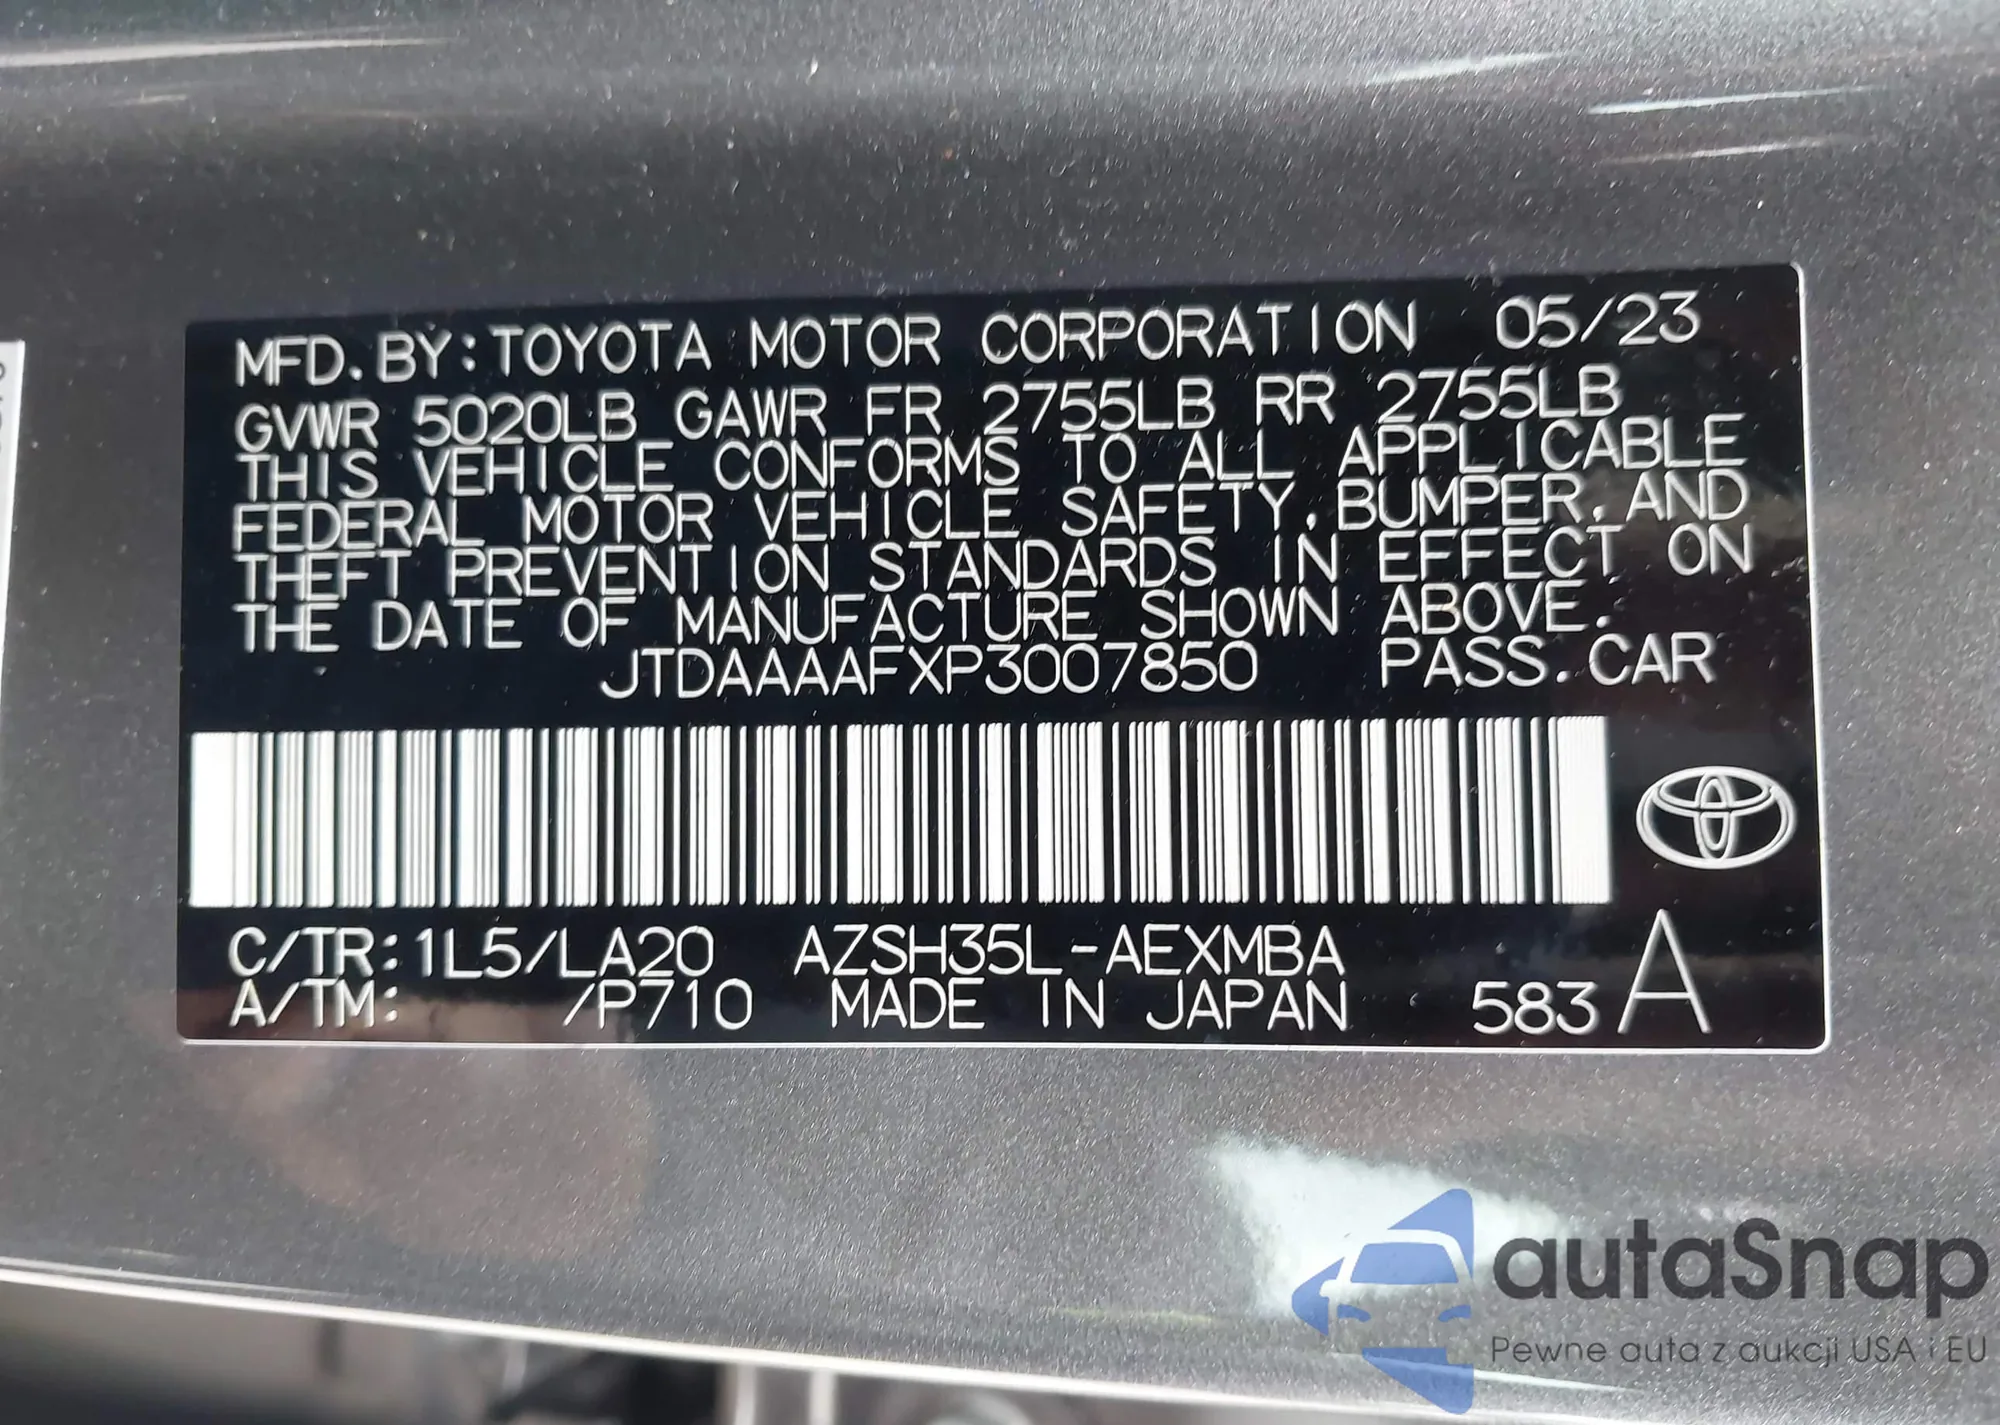 MFD. BY: TOYOTA MOTOR CORPORATION 05/23
GVWR 5020LB GAWR FR 2755LB RR 2755LB
THIS VEHICLE CONFORMS TO ALL APPLICABLE
FEDERAL MOTOR VEHICLE SAFETY, BUMPER, AND
THEFT PREVENTION STANDARDS IN EFFECT ON
THE DATE OF MANUFACTURE SHOWN ABOVE.
JTDAAAAFXP3007850 PASS. CAR
C/TR: 1L5/LA20 AZSH35L-AEXMBA
A/TM: /P710 MADE IN JAPAN 583 A
autaSnap
Pewne auta z aukcji USA i EU